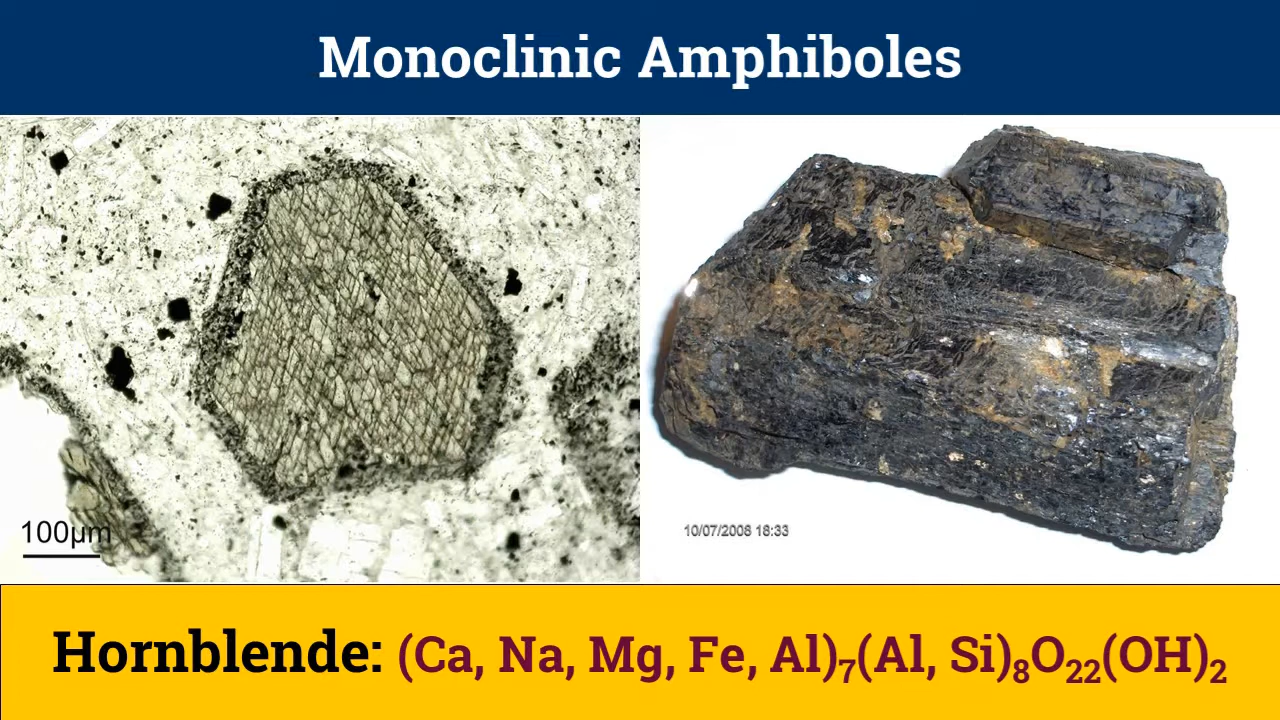 Monoclinic Amphiboles
100μm
10/07/2008 18:33
Hornblende: (Ca, Na, Mg, Fe, Al)₇(Al, Si)₈O₂₂(OH)₂